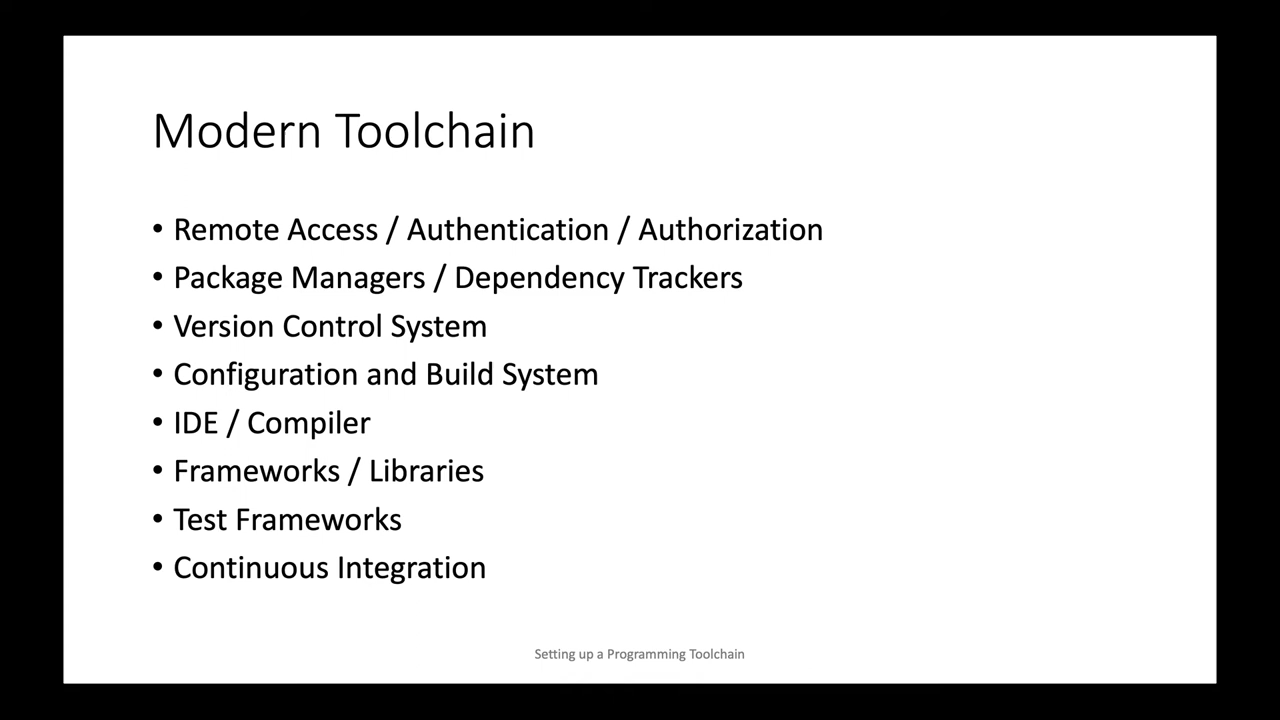 Modern Toolchain
• Remote Access / Authentication / Authorization
• Package Managers / Dependency Trackers
• Version Control System
• Configuration and Build System
• IDE / Compiler
• Frameworks / Libraries
• Test Frameworks
• Continuous Integration
Setting up a Programming Toolchain